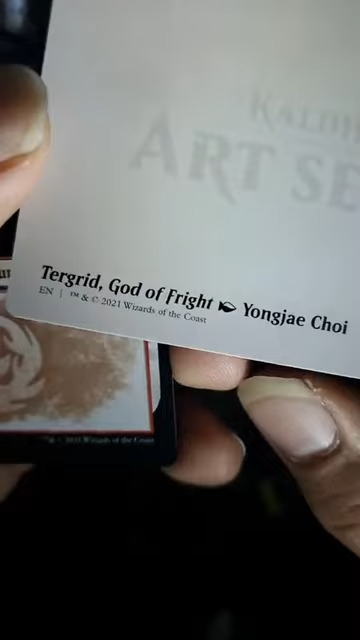 KALDH
ART SE
Tergrid, God of Fright Yongjae Choi
EN | ™ & © 2021 Wizards of the Coast
™ & © 2021 Wizards of the Coast